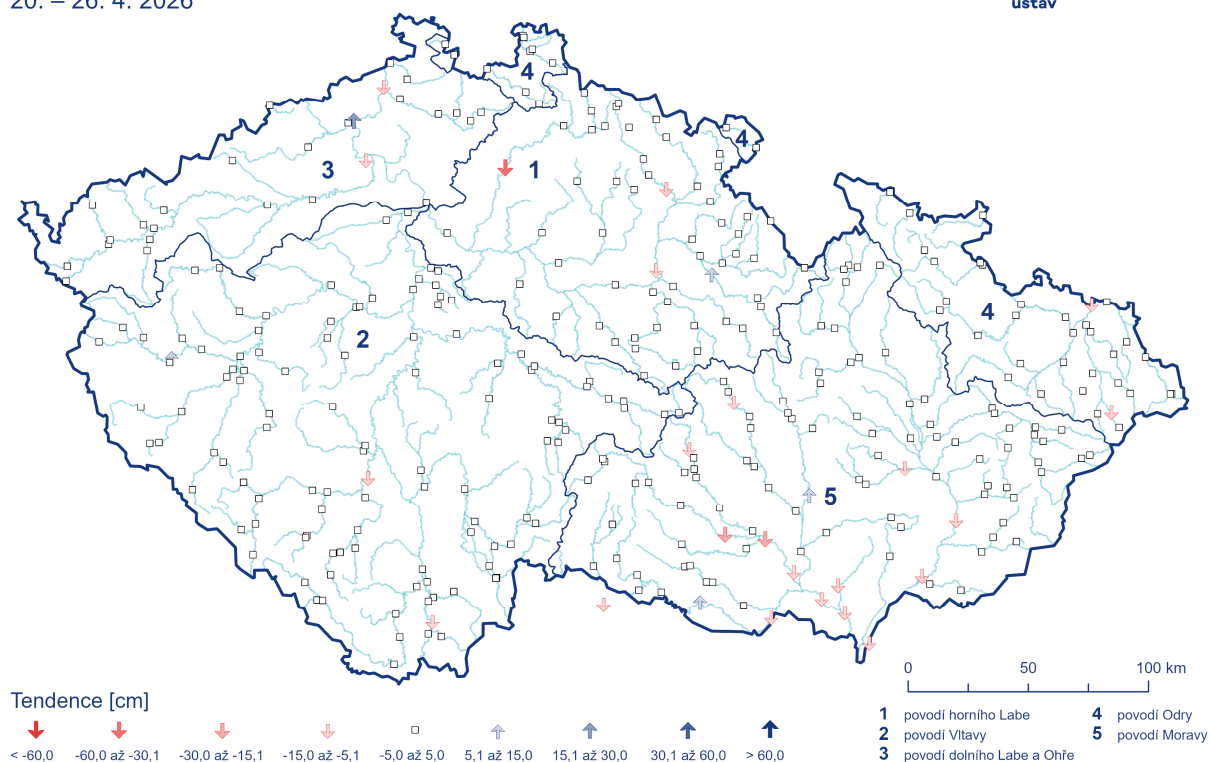 20. – 26. 4. 2026
ústav
4
4
3
1
4
2
5
0 50 100 km
Tendence [cm]
< -60,0 -60,0 až -30,1 -30,0 až -15,1 -15,0 až -5,1 -5,0 až 5,0 5,1 až 15,0 15,1 až 30,0 30,1 až 60,0 > 60,0
1 povodí horního Labe 4 povodí Odry
2 povodí Vltavy 5 povodí Moravy
3 povodí dolního Labe a Ohře